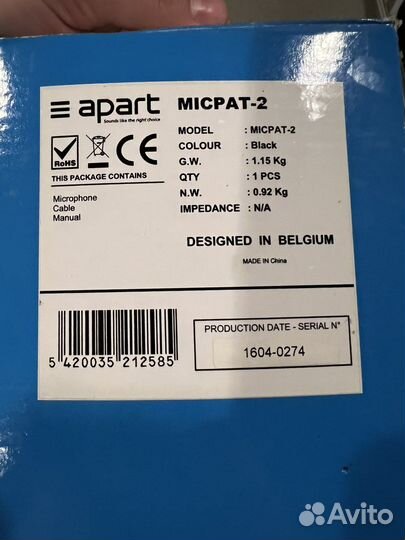 apart
Sounds like the right choice
MICPAT-2
MODEL : MICPAT-2
COLOUR : Black
G.W. : 1.15 Kg
QTY : 1 PCS
N.W. : 0.92 Kg
IMPEDANCE : N/A
RoHS
CE
THIS PACKAGE CONTAINS
Microphone
Cable
Manual
DESIGNED IN BELGIUM
MADE IN China
5 420035 212585
PRODUCTION DATE - SERIAL N°
1604-0274
Avito